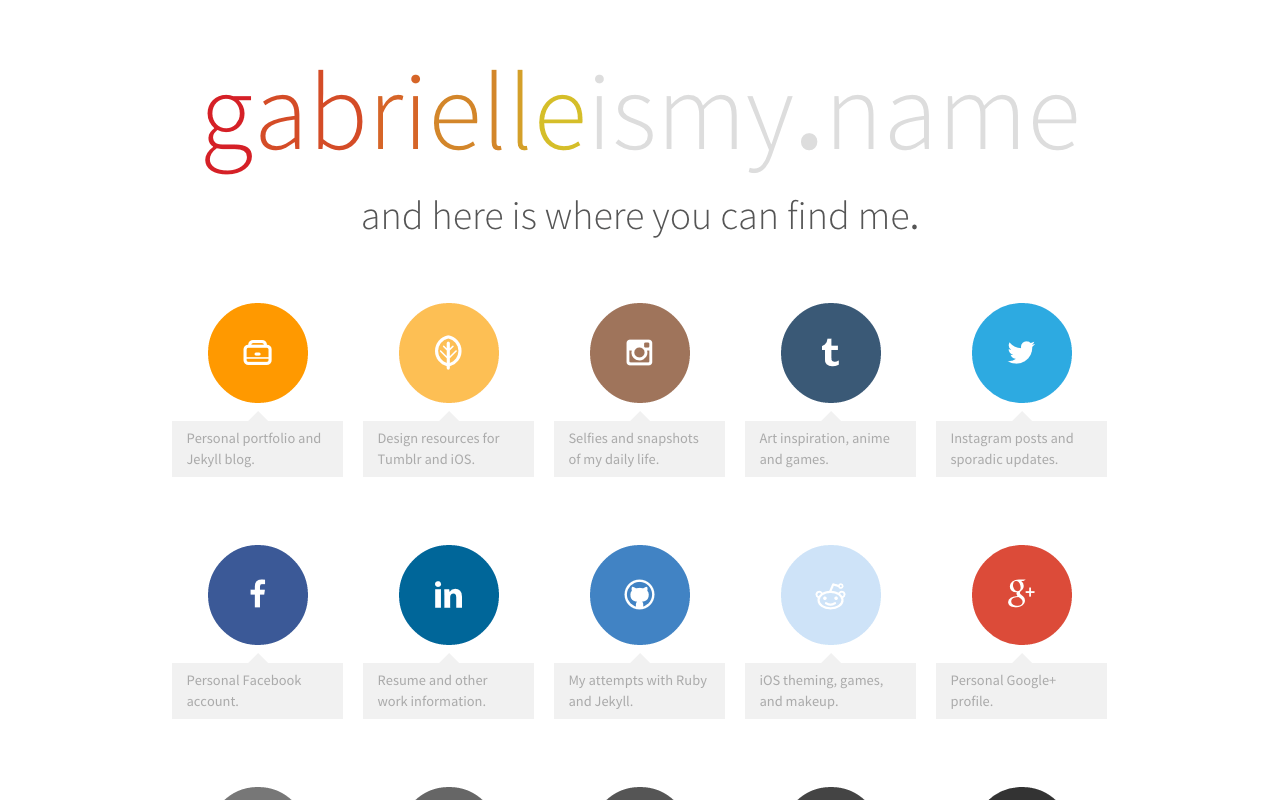 gabrielleismy.name
and here is where you can find me.
Personal portfolio and
Jekyll blog.
Design resources for
Tumblr and iOS.
Selfies and snapshots
of my daily life.
Art inspiration, anime
and games.
Instagram posts and
sporadic updates.
Personal Facebook
account.
Resume and other
work information.
My attempts with Ruby
and Jekyll.
iOS theming, games,
and makeup.
Personal Google+
profile.